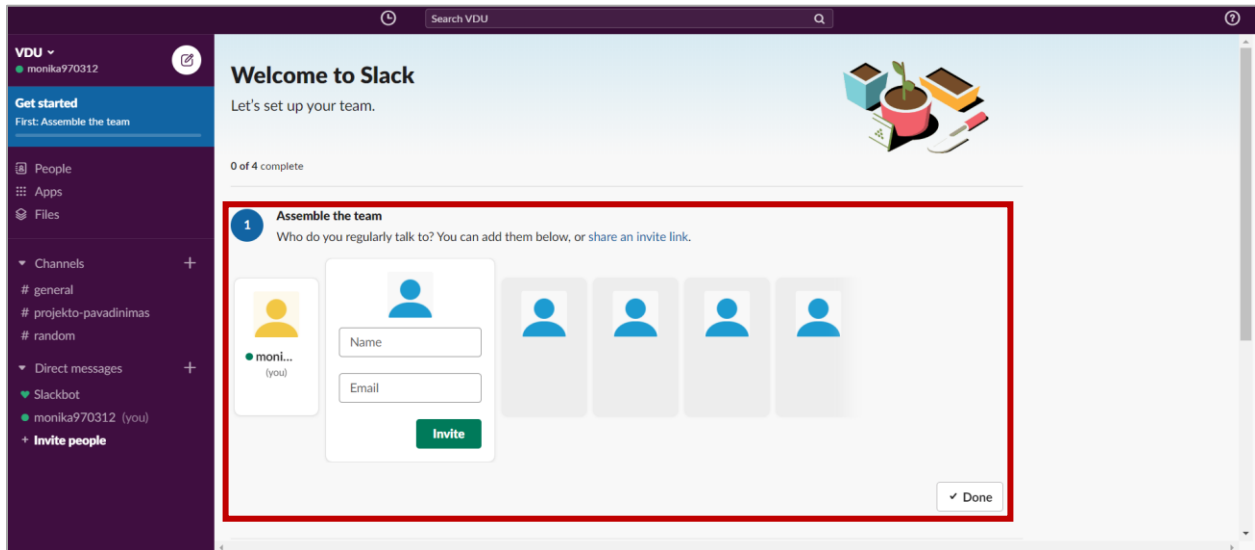 Search VDU
VDU
monika970312
Get started
First: Assemble the team
People
Apps
Files
Channels
# general
# projekto-pavadinimas
# random
Direct messages
Slackbot
monika970312 (you)
+ Invite people
Welcome to Slack
Let's set up your team.
0 of 4 complete
1
Assemble the team
Who do you regularly talk to? You can add them below, or share an invite link.
moni...
(you)
Name
Email
Invite
✓ Done